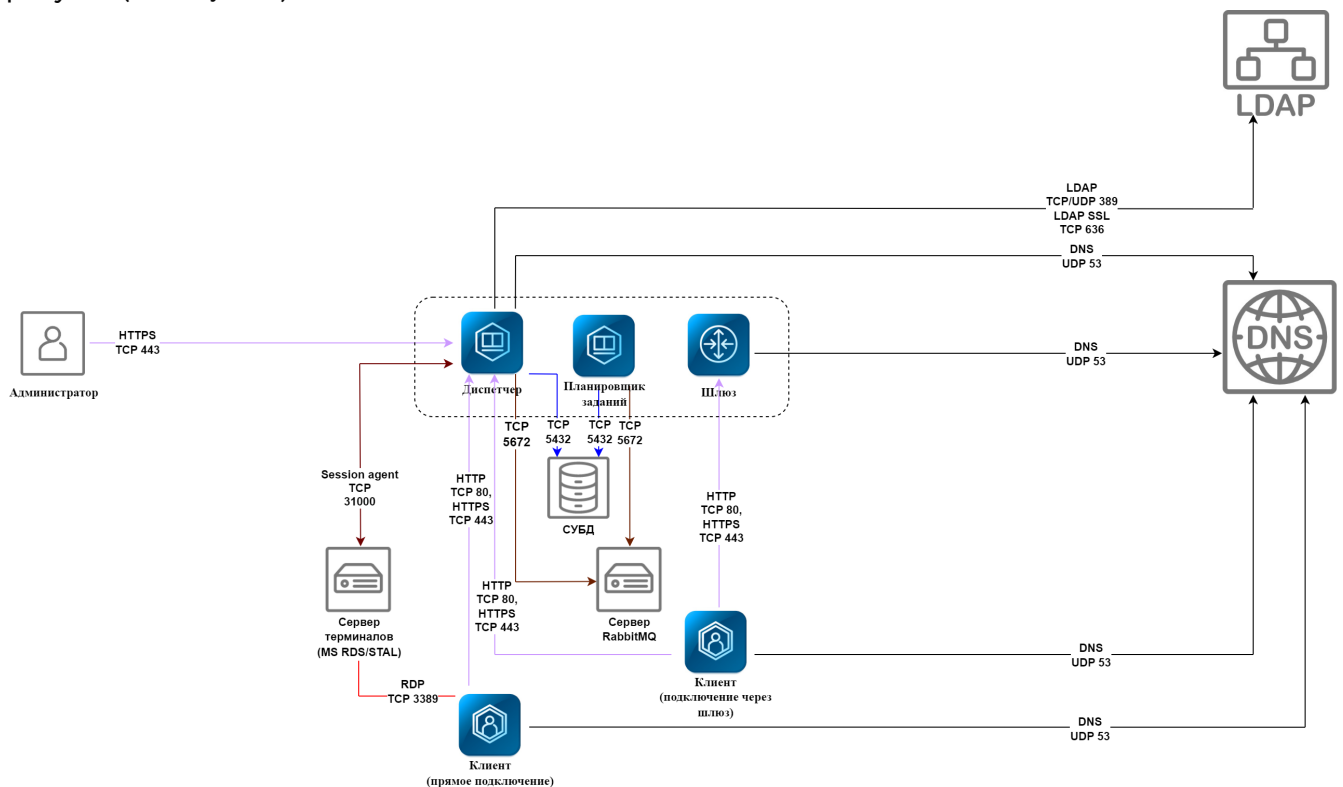 LDAP
LDAP
TCP/UDP 389
LDAP SSL
TCP 636
DNS
UDP 53
DNS
HTTPS
TCP 443
DNS
UDP 53
Администратор
Диспетчер
Планировщик
заданий
Шлюз
TCP
5672
TCP
5432
TCP
5432
TCP
5672
Session agent
TCP
31000
HTTP
TCP 80,
HTTPS
TCP 443
СУБД
HTTP
TCP 80,
HTTPS
TCP 443
HTTP
TCP 80,
HTTPS
TCP 443
Сервер
терминалов
(MS RDS/STAL)
Сервер
RabbitMQ
DNS
UDP 53
Клиент
(подключение через
шлюз)
RDP
TCP 3389
DNS
UDP 53
Клиент
(прямое подключение)